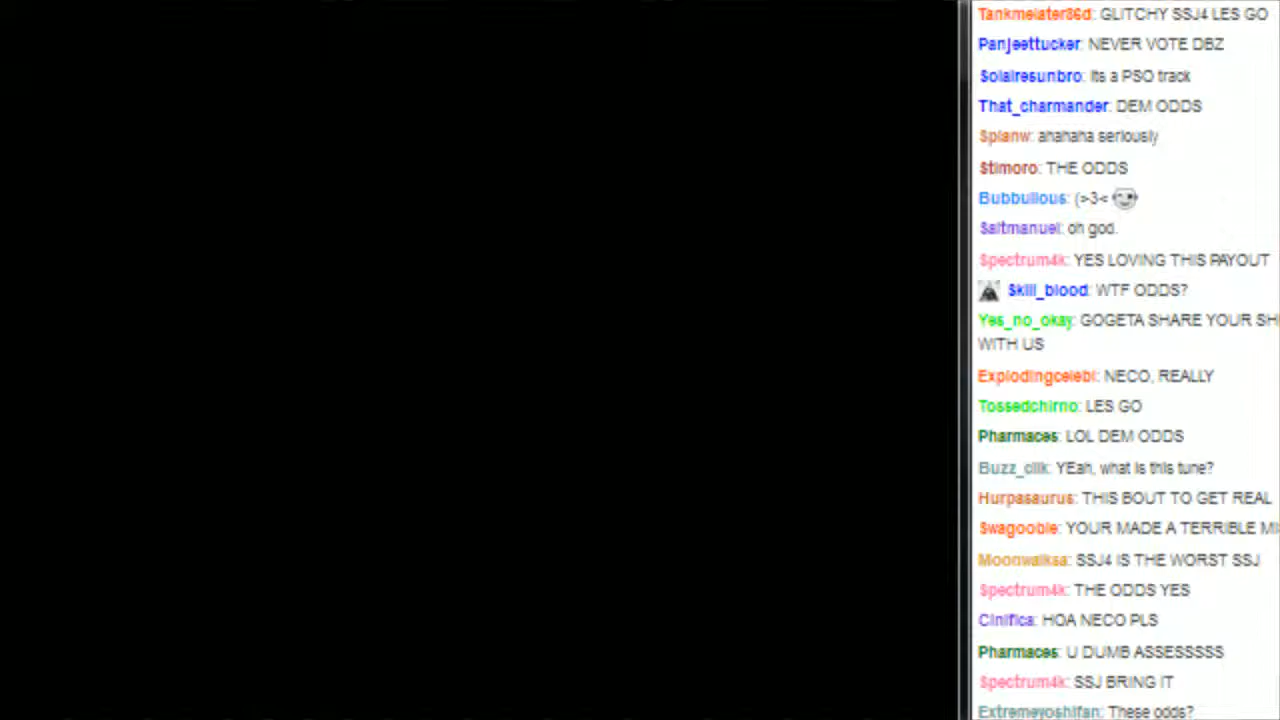 Tankmeister86d: GLITCHY SSJ4 LES GO
Panjeettucker: NEVER VOTE DBZ
Solairesunbro: Its a PSO track
That_charmander: DEM ODDS
Splanw: ahahaha seriously
Stimoro: THE ODDS
Bubbulious: (>3<
Saltmanuel: oh god.
Spectrum4k: YES LOVING THIS PAYOUT
Skill_blood: WTF ODDS?
Yes_no_okay: GOGETA SHARE YOUR SH
WITH US
Explodingcelebi: NECO, REALLY
Tossedchirno: LES GO
Pharmaces: LOL DEM ODDS
Buzz_clik: YEah, what is this tune?
Hurpasaurus: THIS BOUT TO GET REAL
Swagooble: YOUR MADE A TERRIBLE MI
Moonwalksa: SSJ4 IS THE WORST SSJ
Spectrum4k: THE ODDS YES
Cinifica: HOA NECO PLS
Pharmaces: U DUMB ASSESSSSS
Spectrum4k: SSJ BRING IT
Extremeyoshifan: These odds?